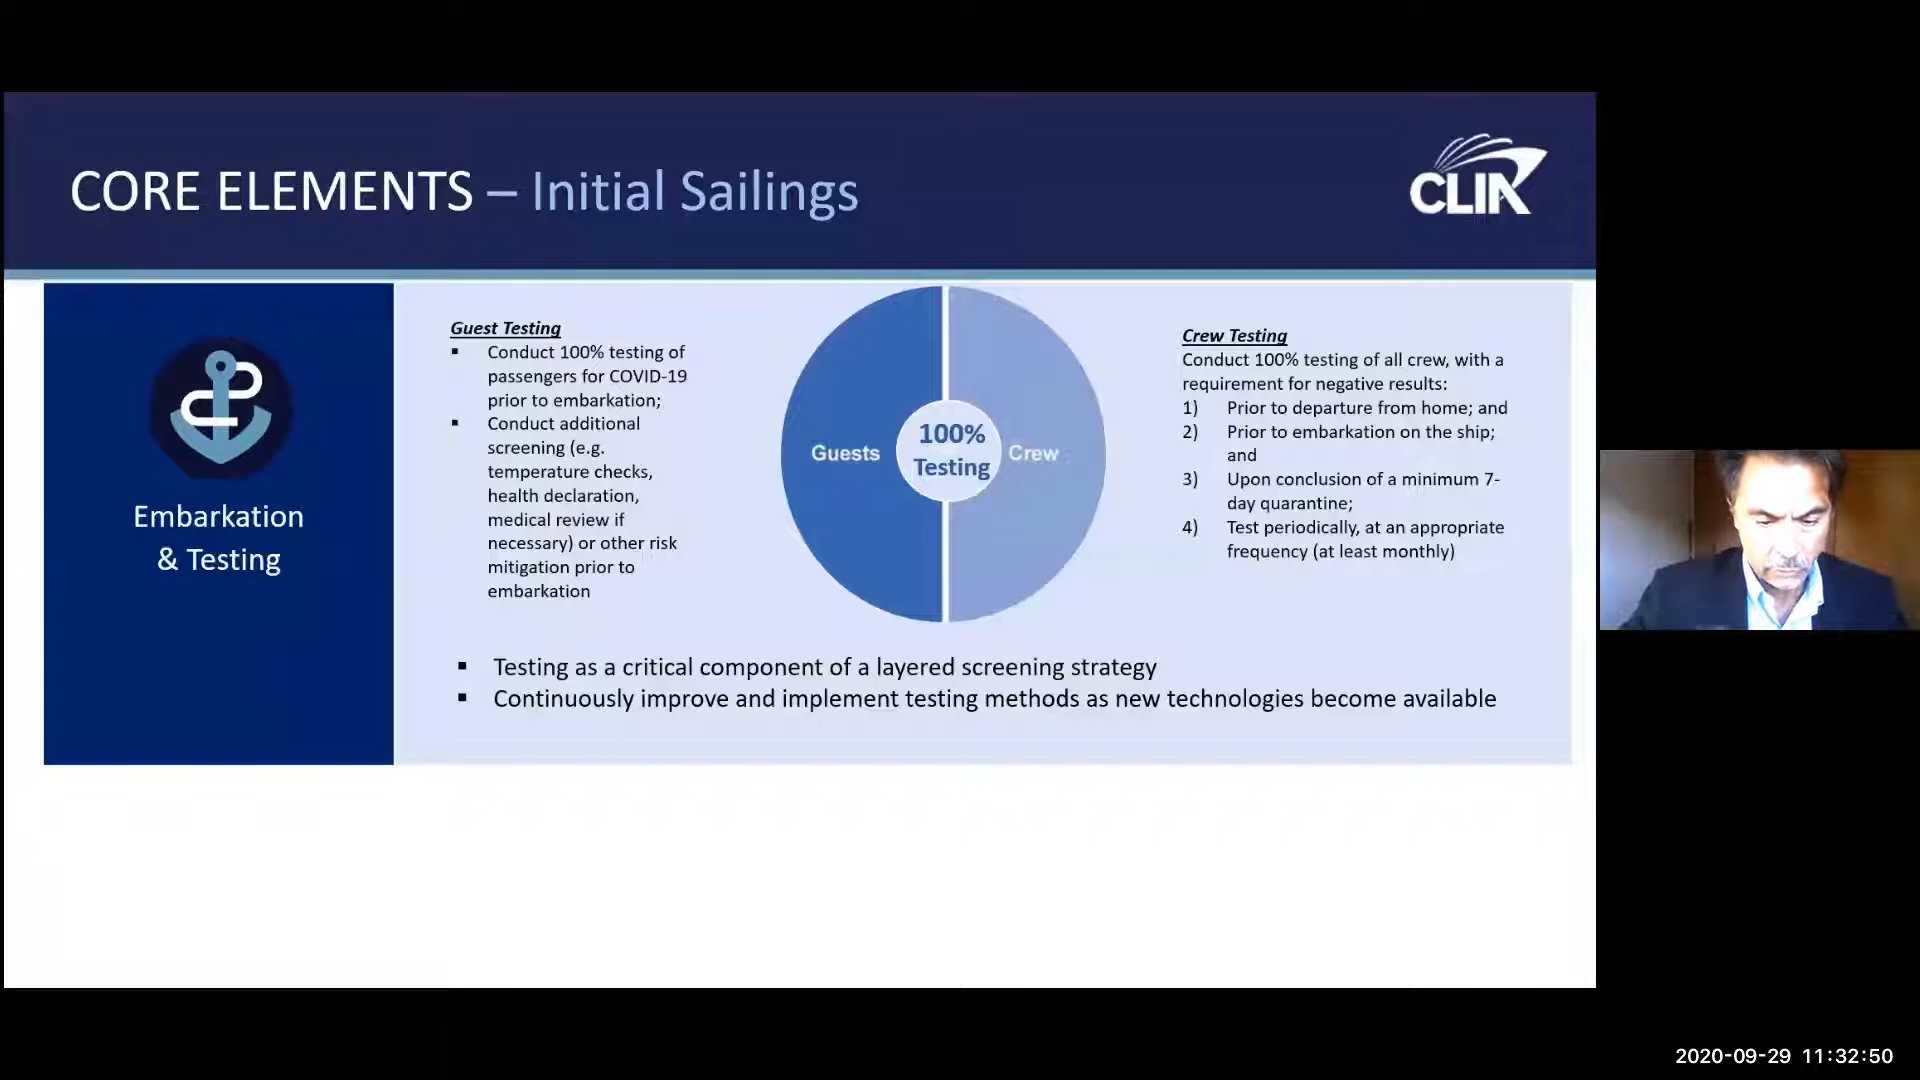 CORE ELEMENTS – Initial Sailings
CLIA
Embarkation
& Testing
Guest Testing
▪ Conduct 100% testing of
passengers for COVID-19
prior to embarkation;
▪ Conduct additional
screening (e.g.
temperature checks,
health declaration,
medical review if
necessary) or other risk
mitigation prior to
embarkation
Guests
100%
Testing
Crew
Crew Testing
Conduct 100% testing of all crew, with a
requirement for negative results:
1) Prior to departure from home; and
2) Prior to embarkation on the ship;
and
3) Upon conclusion of a minimum 7-
day quarantine;
4) Test periodically, at an appropriate
frequency (at least monthly)
▪ Testing as a critical component of a layered screening strategy
▪ Continuously improve and implement testing methods as new technologies become available
2020-09-29 11:32:50